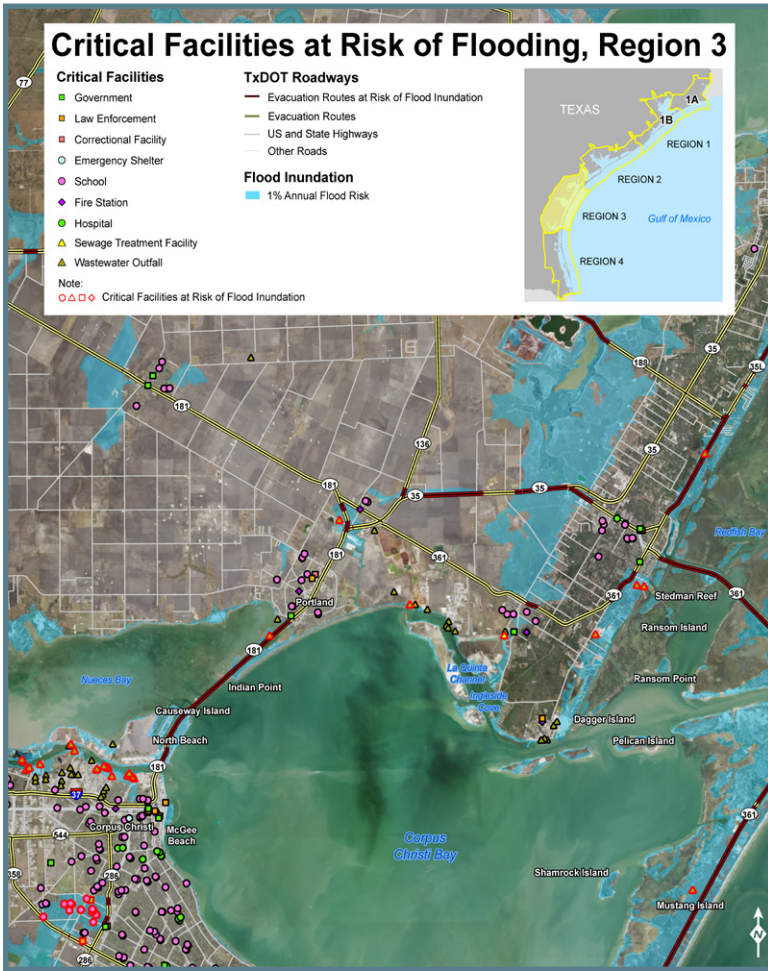 Critical Facilities at Risk of Flooding, Region 3
Critical Facilities
Government
Law Enforcement
Correctional Facility
Emergency Shelter
School
Fire Station
Hospital
Sewage Treatment Facility
Wastewater Outfall
Note:
Critical Facilities at Risk of Flood Inundation
TxDOT Roadways
Evacuation Routes at Risk of Flood Inundation
Evacuation Routes
US and State Highways
Other Roads
Flood Inundation
1% Annual Flood Risk
TEXAS
1A
1B
REGION 1
REGION 2
REGION 3
Gulf of Mexico
REGION 4
77
35
188
35L
181
35
136
181
35
35
181
361
Redfish Bay
Portland
361
Stedman Reef
361
Ransom Island
181
Nueces Bay
Indian Point
La Quinta
Channel
Ingleside
Cove
Ransom Point
Causeway Island
Dagger Island
North Beach
Pelican Island
181
37
361
Corpus Christi
McGee
Beach
544
Corpus
Christi Bay
358
286
Shamrock Island
Mustang Island
286
N